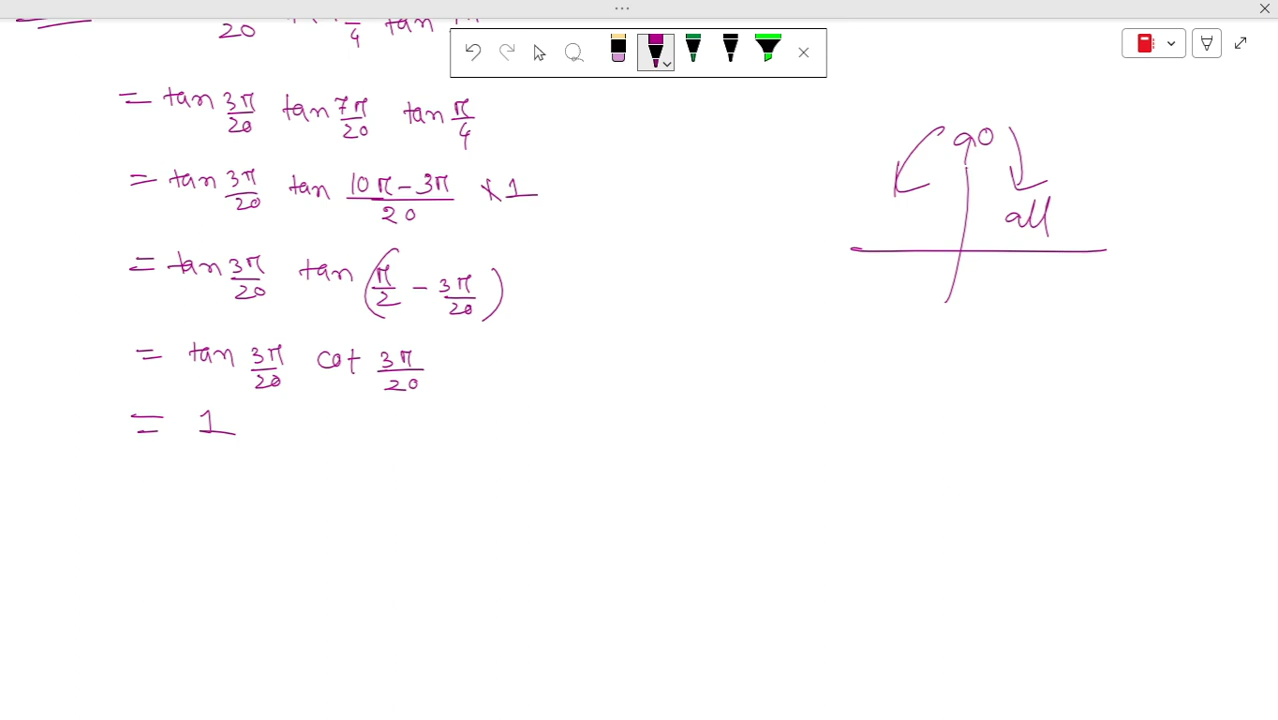 = tan 3π/20 tan 7π/20 tan π/4
= tan 3π/20 tan (10π - 3π)/20 × 1
= tan 3π/20 tan (π/2 - 3π/20)
= tan 3π/20 cot 3π/20
= 1
90
all